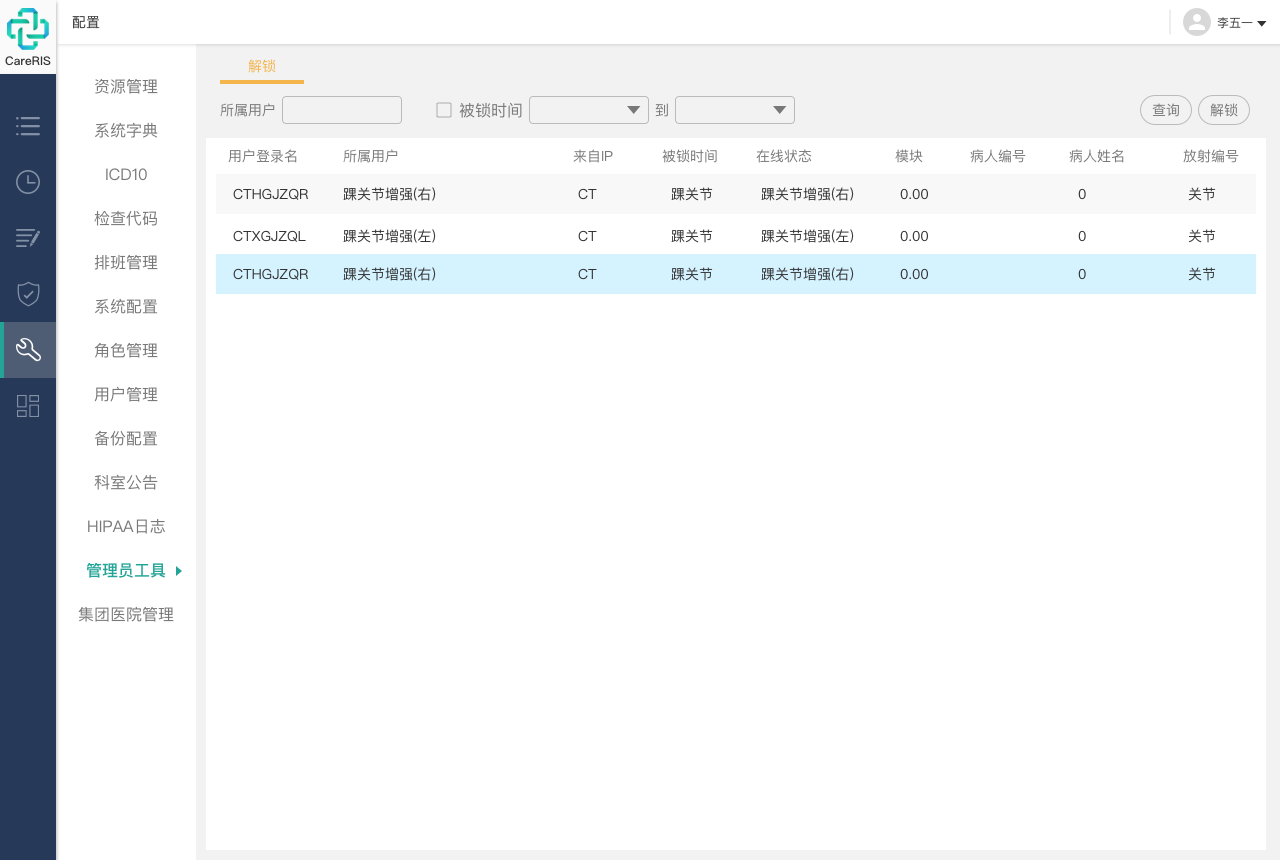 CareRIS
配置
李五一
资源管理
系统字典
ICD10
检查代码
排班管理
系统配置
角色管理
用户管理
备份配置
科室公告
HIPAA日志
管理员工具
集团医院管理
解锁
所属用户 被锁时间 到 查询 解锁
用户登录名 所属用户 来自IP 被锁时间 在线状态 模块 病人编号 病人姓名 放射编号
CTHGJZQR 踝关节增强(右) CT 踝关节 踝关节增强(右) 0.00 0 关节
CTXGJZQL 踝关节增强(左) CT 踝关节 踝关节增强(左) 0.00 0 关节
CTHGJZQR 踝关节增强(右) CT 踝关节 踝关节增强(右) 0.00 0 关节